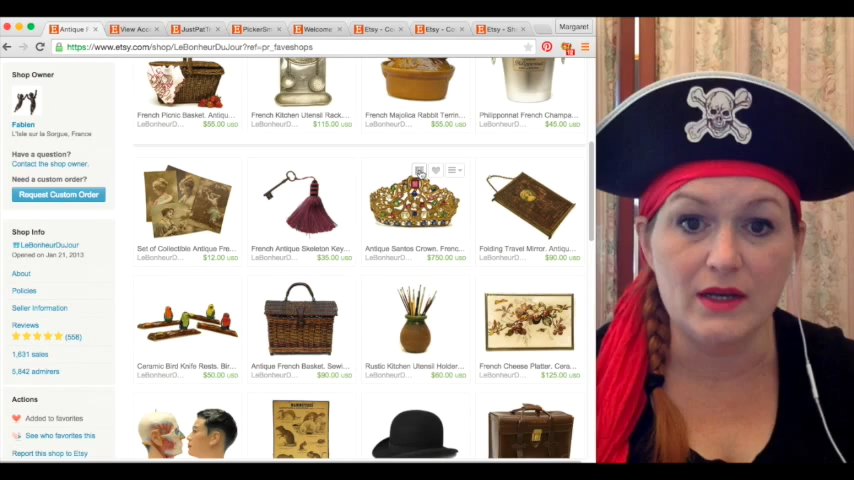 Antique F
View Acc
JustPatTi
PickerSm
Welcome
Etsy - Co
Etsy - Co
Etsy - Sh
Margaret
https://www.etsy.com/shop/LeBonheurDuJour?ref=pr_faveshops
Shop Owner
Fabien
L'Isle sur la Sorgue, France
Have a question?
Contact the shop owner.
Need a custom order?
Request Custom Order
Shop Info
LeBonheurDuJour
Opened on Jan 21, 2013
About
Policies
Seller Information
Reviews
(558)
1,631 sales
5,842 admirers
Actions
Added to favorites
See who favorites this
Report this shop to Etsy
French Picnic Basket. Antiqu...
LeBonheurD... $55.00 USD
French Kitchen Utensil Rack...
LeBonheurD... $115.00 USD
French Majolica Rabbit Terrin...
LeBonheurD... $55.00 USD
Philipponnat French Champa...
LeBonheurD... $45.00 USD
Set of Collectible Antique Fre...
LeBonheurD... $12.00 USD
French Antique Skeleton Key...
LeBonheurD... $35.00 USD
Antique Santos Crown. Frenc...
LeBonheurD... $750.00 USD
Folding Travel Mirror. Antiqu...
LeBonheurD... $90.00 USD
Ceramic Bird Knife Rests. Bir...
LeBonheurD... $50.00 USD
Antique French Basket, Sewi...
LeBonheurD... $90.00 USD
Rustic Kitchen Utensil Holder...
LeBonheurD... $60.00 USD
French Cheese Platter. Cera...
LeBonheurD... $125.00 USD